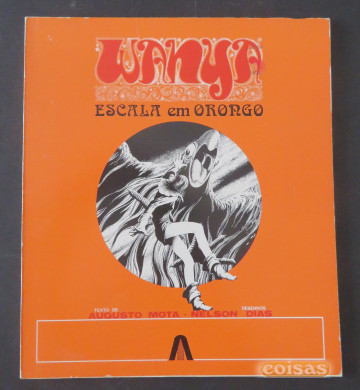 WANYA
ESCALA em ORONGO
TEXTO DE DESENHOS
AUGUSTO MOTA - NELSON DIAS
coisas